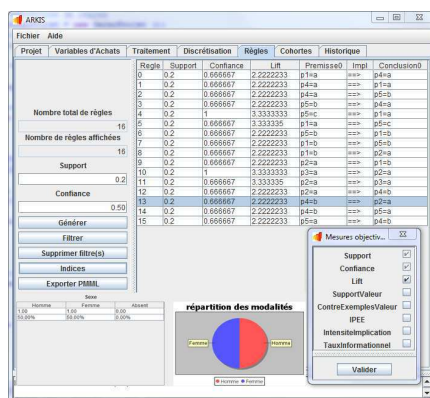 ARKIS
Fichier Aide
Projet Variables d'Achats Traitement Discrétisation Règles Cohortes Historique
Regle Support Confiance Lift Premisse0 Impl Conclusion0
0 0.2 0.666667 2.2222233 p1=a ==> p4=a
1 0.2 0.666667 2.2222233 p4=a ==> p1=a
2 0.2 0.666667 2.2222233 p4=a ==> p5=b
3 0.2 0.666667 2.2222233 p5=b ==> p4=a
4 0.2 1 3.3333333 p5=c ==> p1=b
5 0.2 0.666667 3.333335 p1=b ==> p5=c
6 0.2 0.666667 2.2222233 p1=b ==> p5=b
7 0.2 0.666667 2.2222233 p5=b ==> p1=b
8 0.2 0.666667 2.2222233 p1=b ==> p2=a
9 0.2 0.666667 2.2222233 p2=a ==> p1=b
10 0.2 1 3.3333333 p3=a ==> p2=a
11 0.2 0.666667 3.333335 p2=a ==> p3=a
12 0.2 0.666667 2.2222233 p2=a ==> p4=b
13 0.2 0.666667 2.2222233 p4=b ==> p2=a
14 0.2 0.666667 2.2222233 p4=b ==> p5=a
15 0.2 0.666667 2.2222233 p5=a ==> p4=b
Nombre total de règles
16
Nombre de règles affichées
16
Support
0.2
Confiance
0.50
Générer
Filtrer
Supprimer filtre(s)
Indices
Exporter PMML
Sexe
Homme Femme Absent
1,00 1,00 0,00
50,00% 50,00% 0,00%
répartition des modalités
Femme
Homme
Homme Femme
Mesures objectiv...
Support
Confiance
Lift
SupportValeur
ContreExemplesValeur
IPEE
IntensiteImplication
TauxInformationnel
Valider